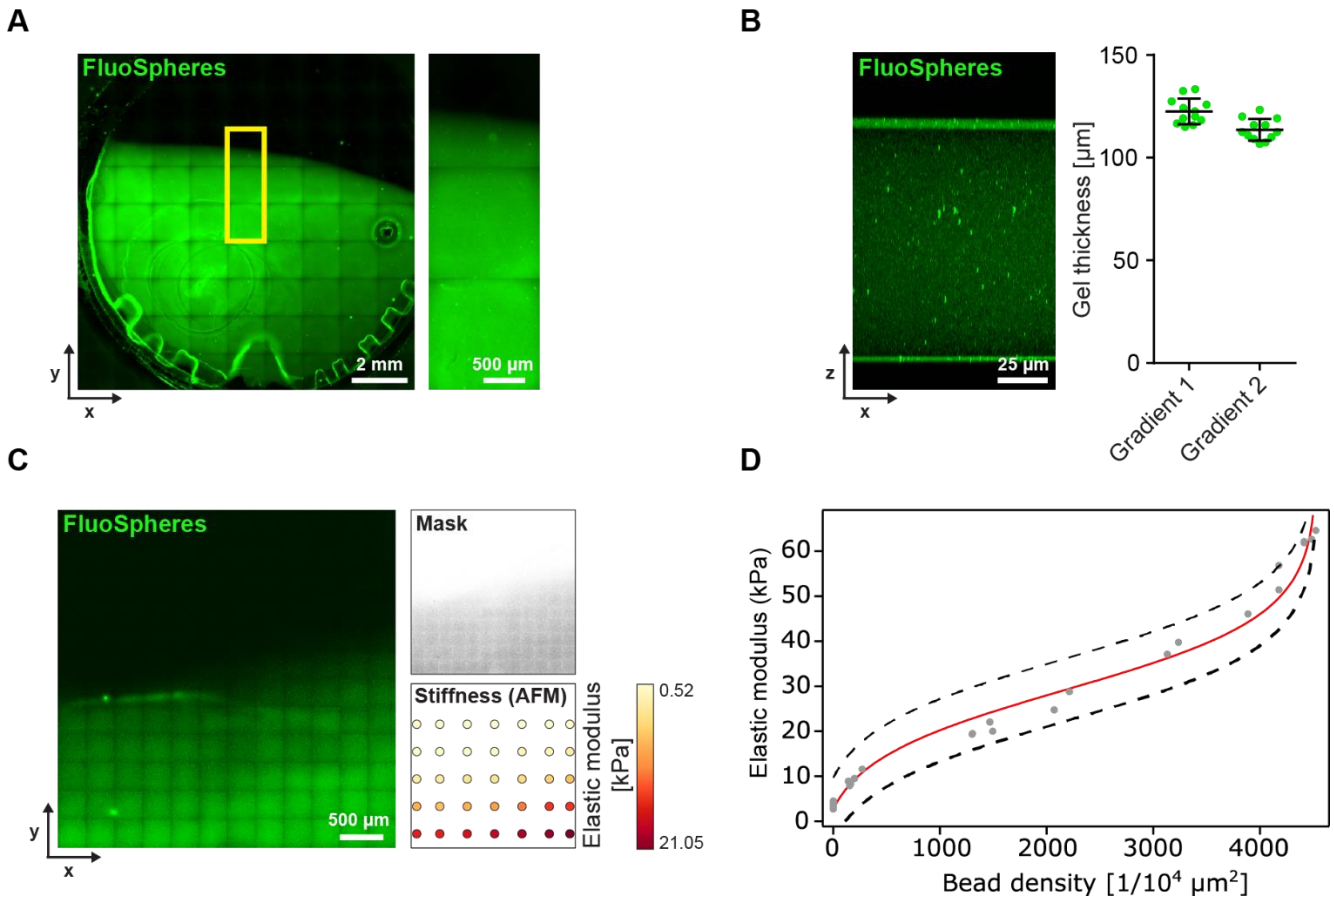 A
FluoSpheres
2 mm
500 µm
y
x
B
FluoSpheres
25 µm
z
x
Gel thickness [µm]
150
100
50
0
Gradient 1
Gradient 2
C
FluoSpheres
500 µm
y
x
Mask
Stiffness (AFM)
Elastic modulus
[kPa]
0.52
21.05
D
Elastic modulus (kPa)
60
50
40
30
20
10
0
0 1000 2000 3000 4000
Bead density [1/10⁴ µm²]